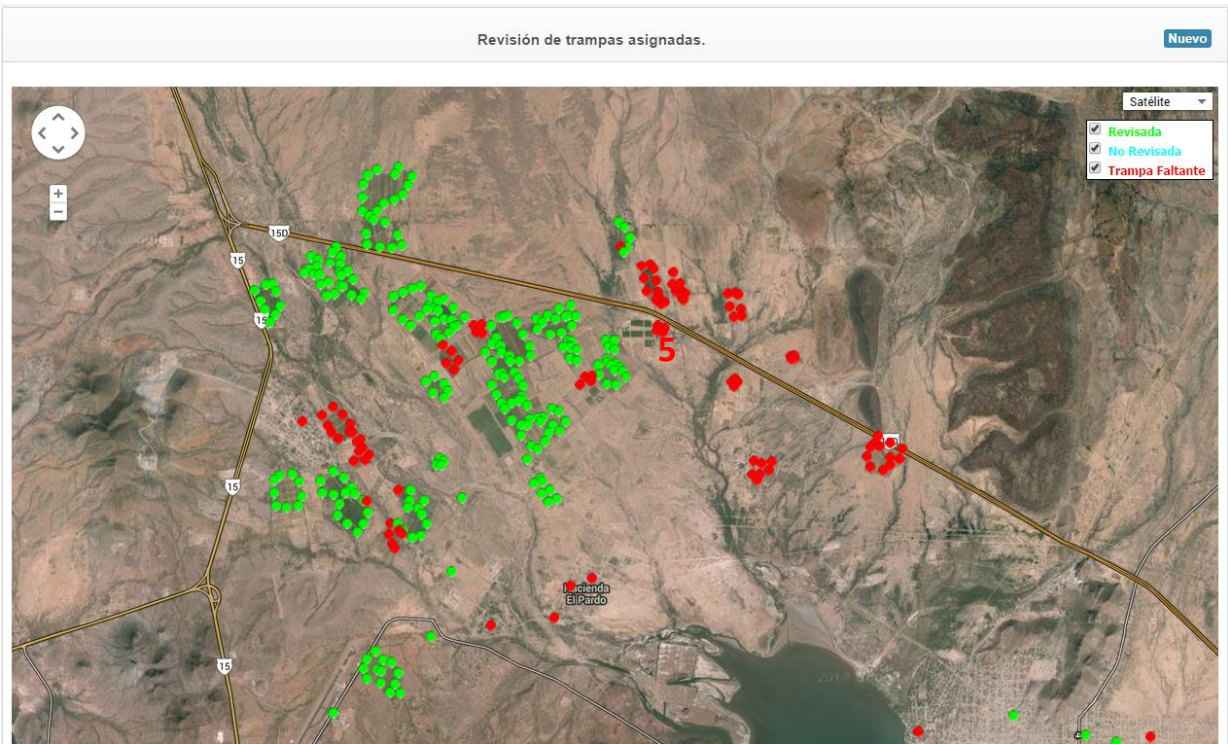 Revisión de trampas asignadas.
Nuevo
Satélite
Revisada
No Revisada
Trampa Faltante
15D
15
15
5
15
Hacienda
El Pardo
15